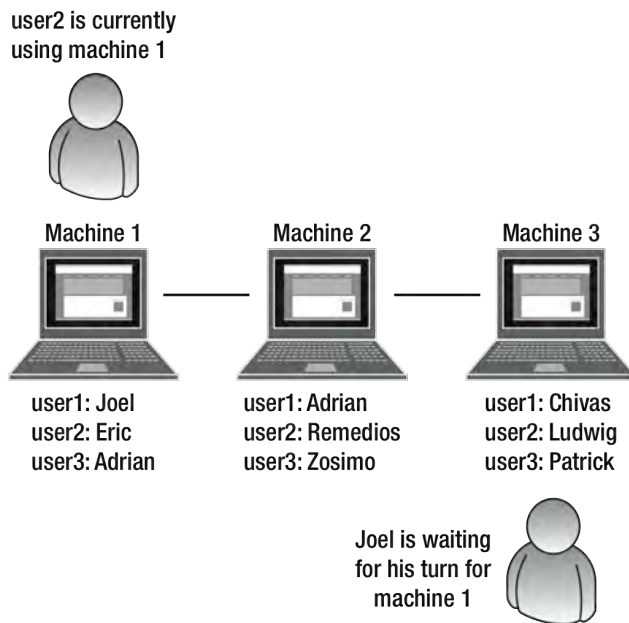 user2 is currently
using machine 1
Machine 1
Machine 2
Machine 3
user1: Joel
user2: Eric
user3: Adrian
user1: Adrian
user2: Remedios
user3: Zosimo
user1: Chivas
user2: Ludwig
user3: Patrick
Joel is waiting
for his turn for
machine 1